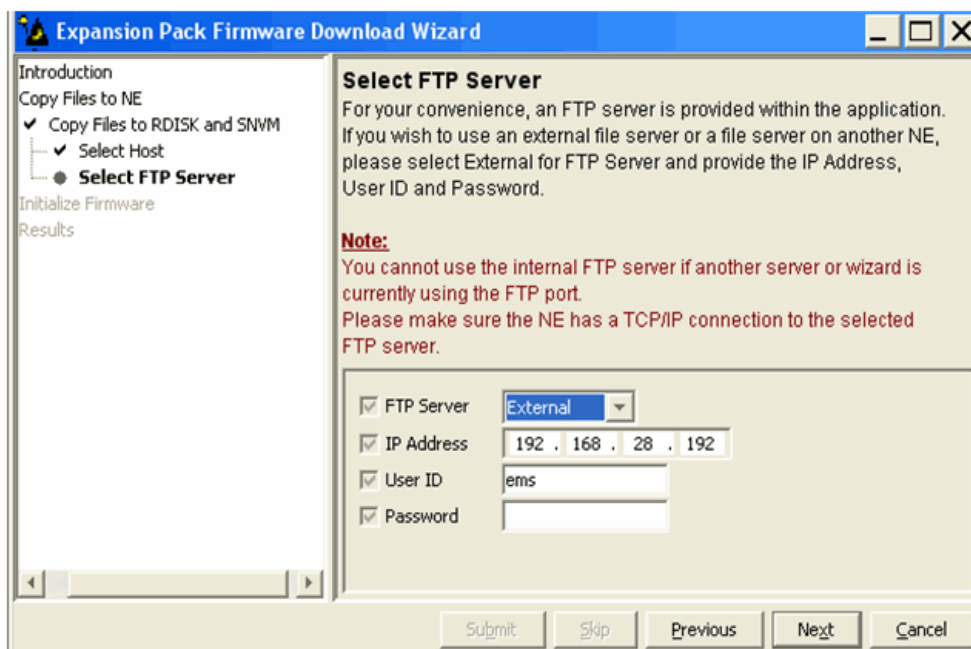 Expansion Pack Firmware Download Wizard
Introduction
Copy Files to NE
Copy Files to RDISK and SNVM
Select Host
Select FTP Server
Initialize Firmware
Results
Select FTP Server
For your convenience, an FTP server is provided within the application.
If you wish to use an external file server or a file server on another NE,
please select External for FTP Server and provide the IP Address,
User ID and Password.
Note:
You cannot use the internal FTP server if another server or wizard is
currently using the FTP port.
Please make sure the NE has a TCP/IP connection to the selected
FTP server.
FTP Server External
IP Address 192 . 168 . 28 . 192
User ID ems
Password
Submit Skip Previous Next Cancel